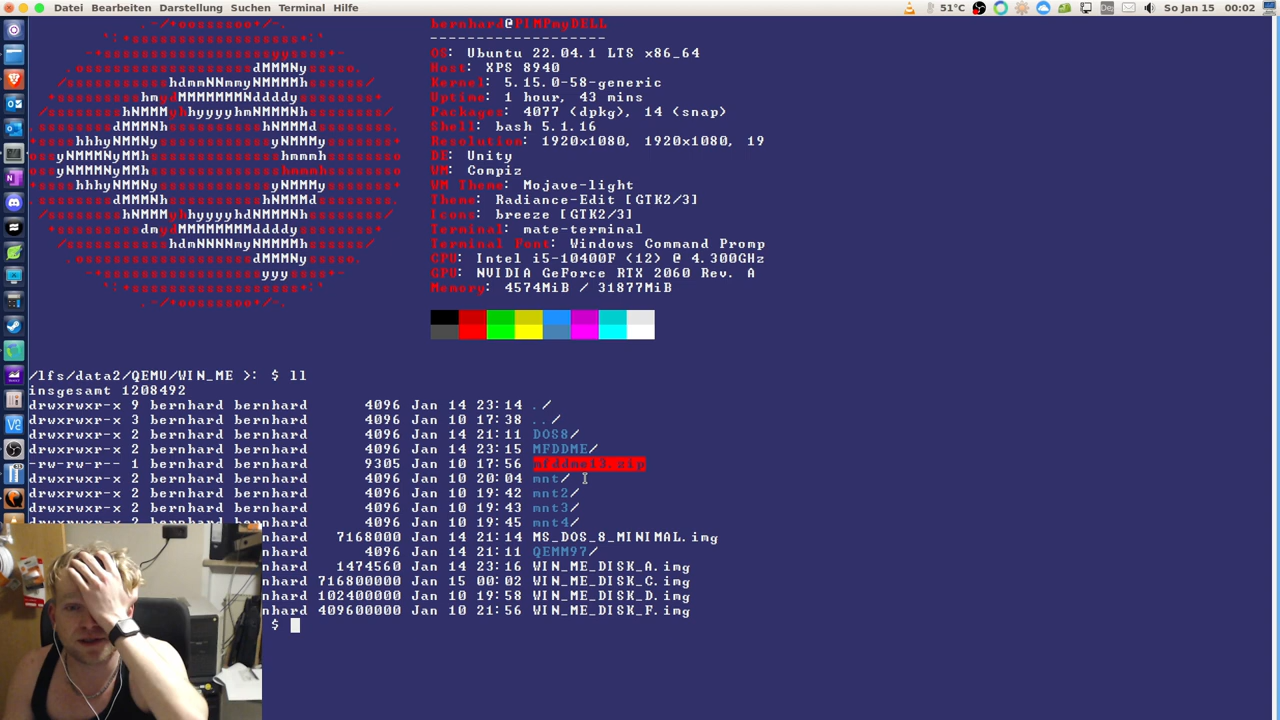 Datei Bearbeiten Darstellung Suchen Terminal Hilfe 51°C De So Jan 15 00:02
bernhard@PIMPmyDELL
-------------------
OS: Ubuntu 22.04.1 LTS x86_64
Host: XPS 8940
Kernel: 5.15.0-58-generic
Uptime: 1 hour, 43 mins
Packages: 4077 (dpkg), 14 (snap)
Shell: bash 5.1.16
Resolution: 1920x1080, 1920x1080, 19
DE: Unity
WM: Compiz
WM Theme: Mojave-light
Theme: Radiance-Edit [GTK2/3]
Icons: breeze [GTK2/3]
Terminal: mate-terminal
Terminal Font: Windows Command Promp
CPU: Intel i5-10400F (12) @ 4.300GHz
GPU: NVIDIA GeForce RTX 2060 Rev. A
Memory: 4574MiB / 31877MiB
/lfs/data2/QEMU/WIN_ME >: $ ll
insgesamt 1208492
drwxrwxr-x 9 bernhard bernhard 4096 Jan 14 23:14 ./
drwxrwxr-x 3 bernhard bernhard 4096 Jan 10 17:38 ../
drwxrwxr-x 2 bernhard bernhard 4096 Jan 14 21:11 DOS8/
drwxrwxr-x 2 bernhard bernhard 4096 Jan 14 23:15 MFDDME/
-rw-rw-r-- 1 bernhard bernhard 9305 Jan 10 17:56 mfddme13.zip
drwxrwxr-x 2 bernhard bernhard 4096 Jan 10 20:04 mnt/
drwxrwxr-x 2 bernhard bernhard 4096 Jan 10 19:42 mnt2/
drwxrwxr-x 2 bernhard bernhard 4096 Jan 10 19:43 mnt3/
drwxrwxr-x 2 bernhard bernhard 4096 Jan 10 19:45 mnt4/
nhard 7168000 Jan 14 21:14 MS_DOS_8_MINIMAL.img
nhard 4096 Jan 14 21:11 QEMM97/
nhard 1474560 Jan 14 23:16 WIN_ME_DISK_A.img
nhard 716800000 Jan 15 00:02 WIN_ME_DISK_C.img
nhard 102400000 Jan 10 19:58 WIN_ME_DISK_D.img
nhard 409600000 Jan 10 21:56 WIN_ME_DISK_F.img
$